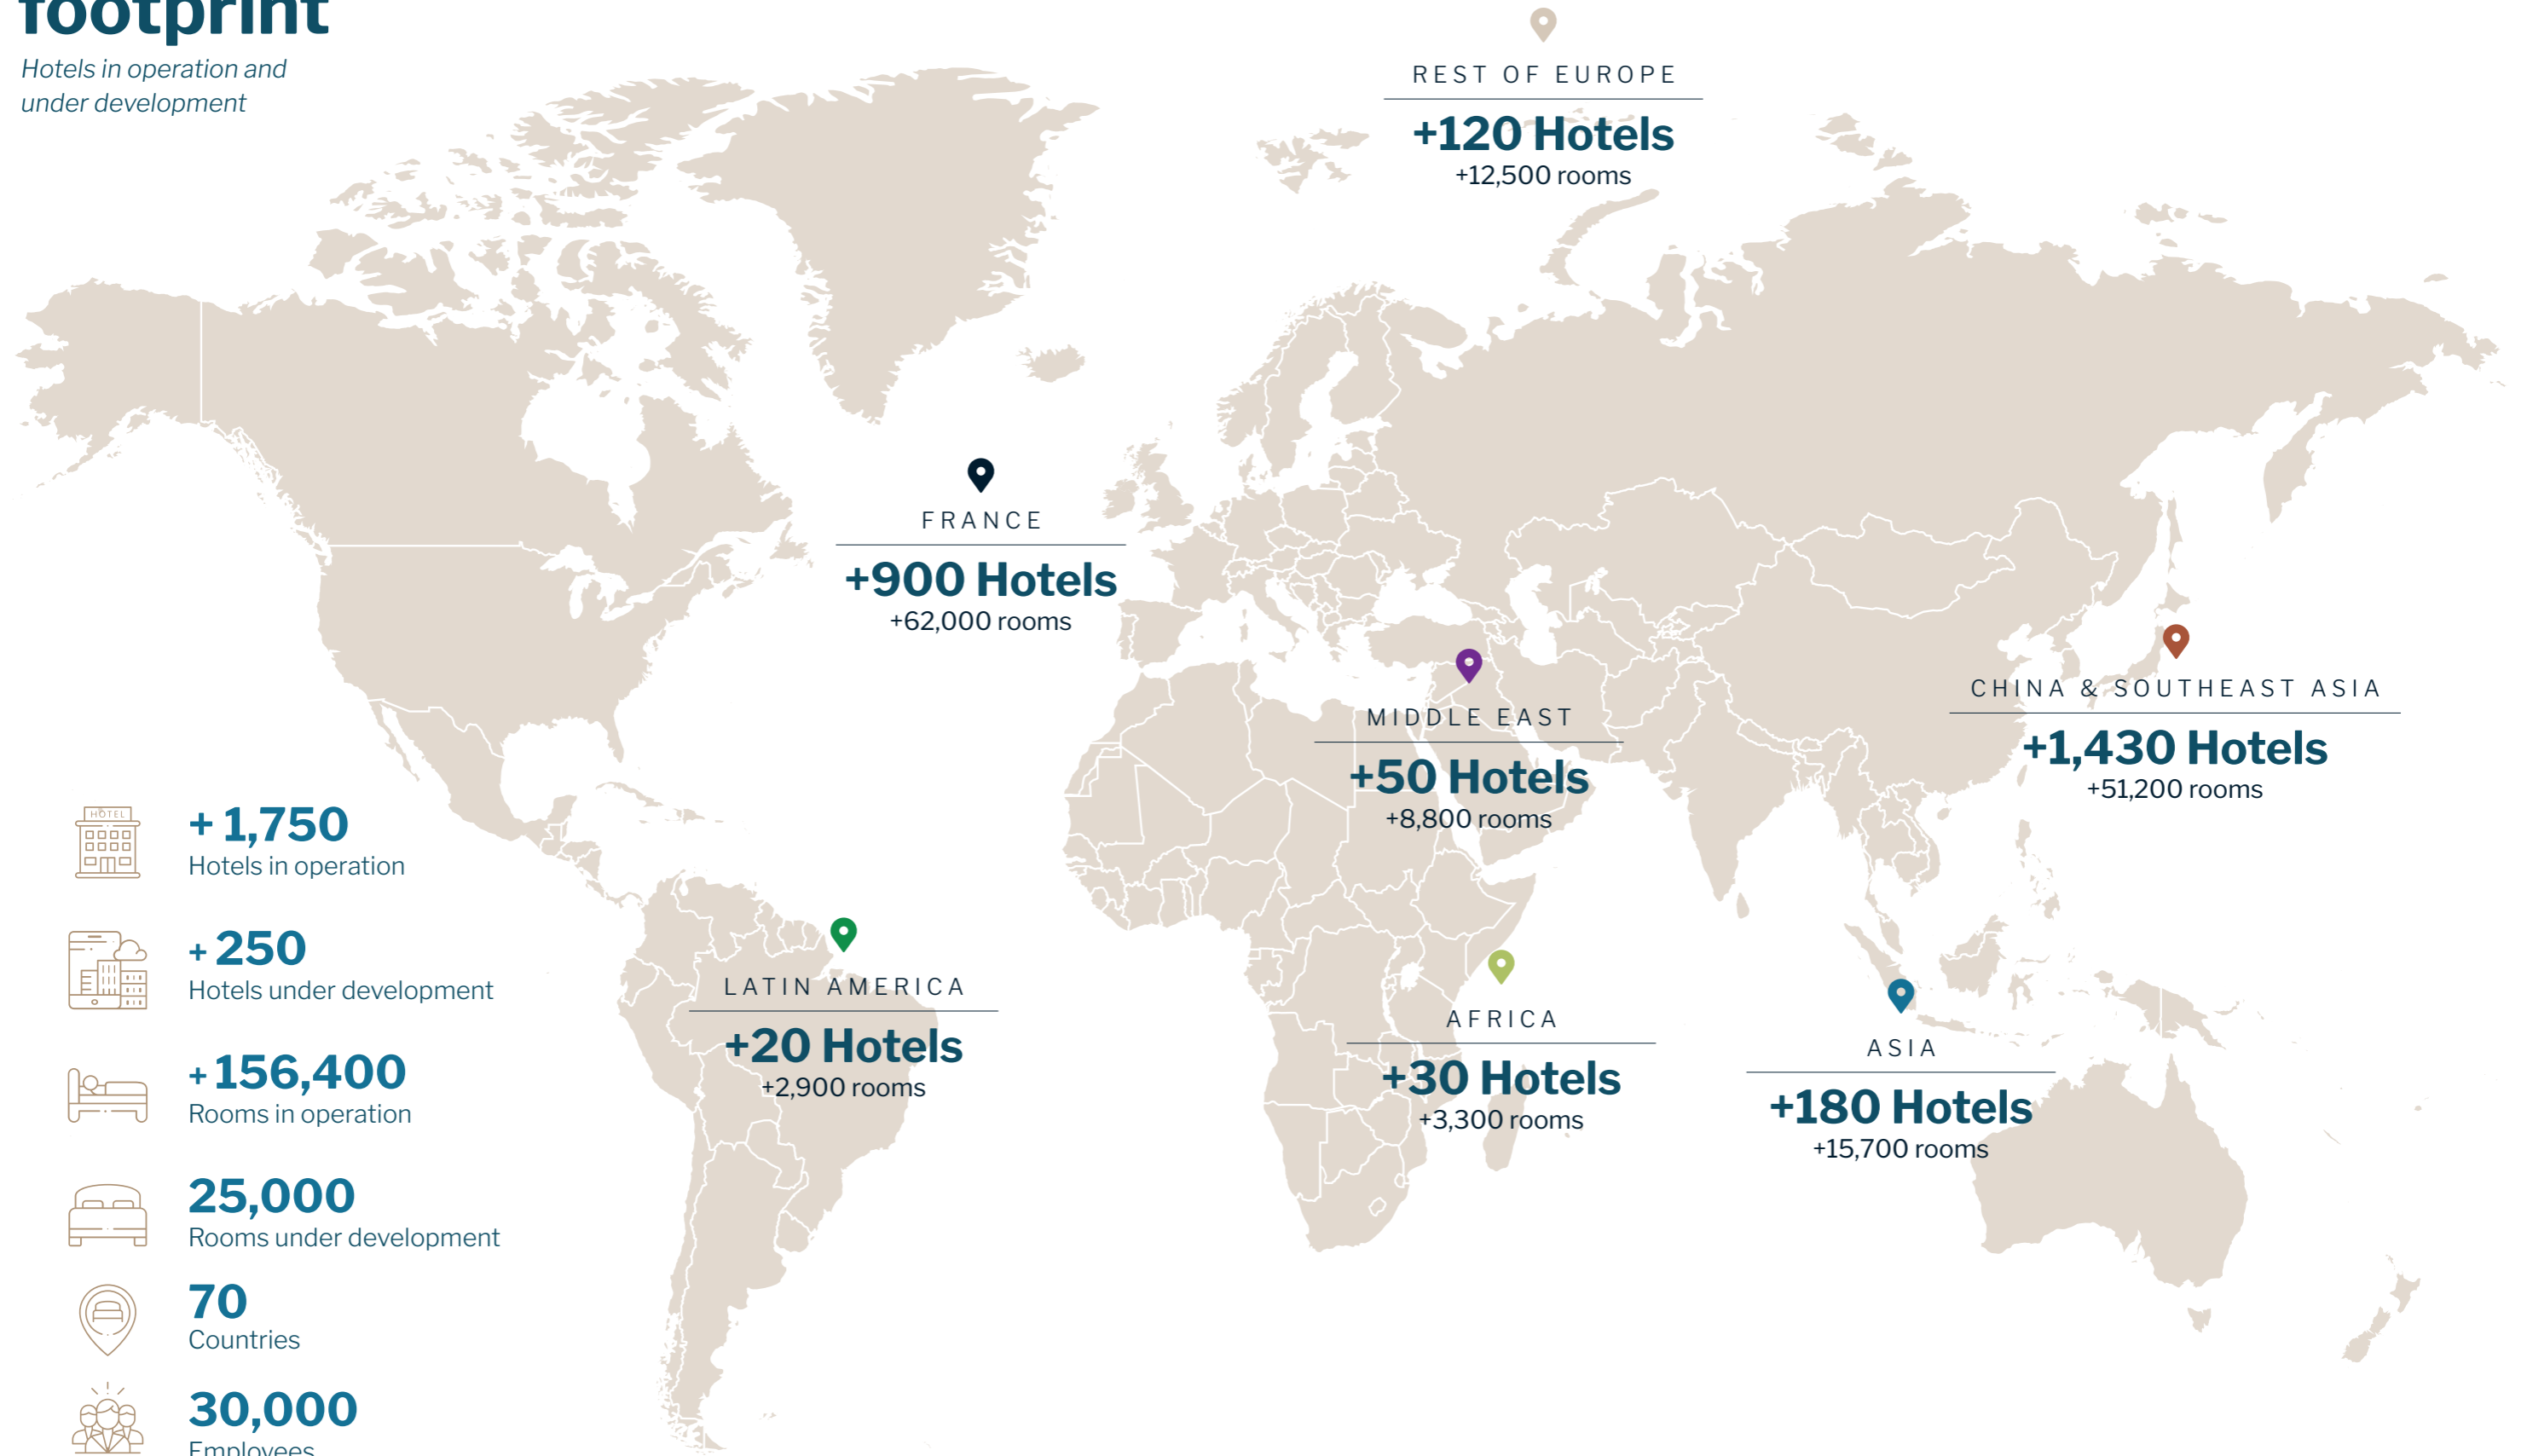 footprint
Hotels in operation and
under development
REST OF EUROPE
+120 Hotels
+12,500 rooms
FRANCE
+900 Hotels
+62,000 rooms
CHINA & SOUTHEAST ASIA
+1,430 Hotels
+51,200 rooms
MIDDLE EAST
+50 Hotels
+8,800 rooms
LATIN AMERICA
+20 Hotels
+2,900 rooms
AFRICA
+30 Hotels
+3,300 rooms
ASIA
+180 Hotels
+15,700 rooms
HOTEL
+ 1,750
Hotels in operation
+ 250
Hotels under development
+ 156,400
Rooms in operation
25,000
Rooms under development
70
Countries
30,000
Employees